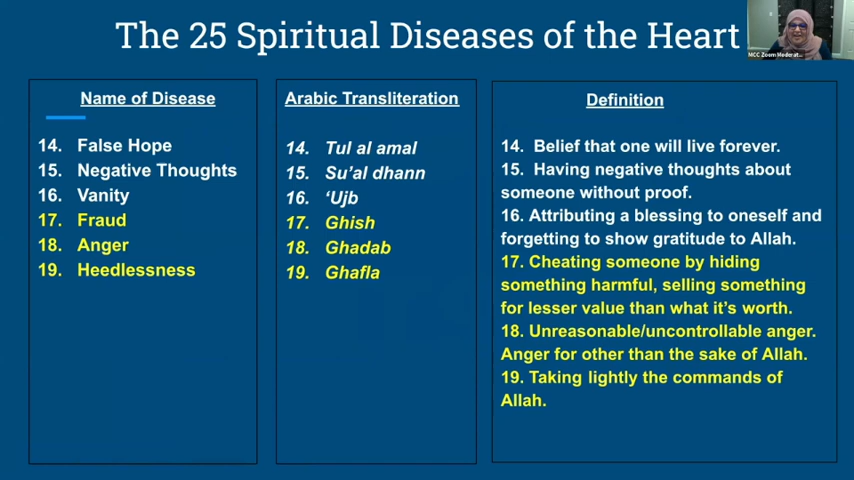 The 25 Spiritual Diseases of the Heart
MCC Zoom Moderat...
Name of Disease
14. False Hope
15. Negative Thoughts
16. Vanity
17. Fraud
18. Anger
19. Heedlessness
Arabic Transliteration
14. Tul al amal
15. Su’al dhann
16. ‘Ujb
17. Ghish
18. Ghadab
19. Ghafla
Definition
14. Belief that one will live forever.
15. Having negative thoughts about
someone without proof.
16. Attributing a blessing to oneself and
forgetting to show gratitude to Allah.
17. Cheating someone by hiding
something harmful, selling something
for lesser value than what it’s worth.
18. Unreasonable/uncontrollable anger.
Anger for other than the sake of Allah.
19. Taking lightly the commands of
Allah.